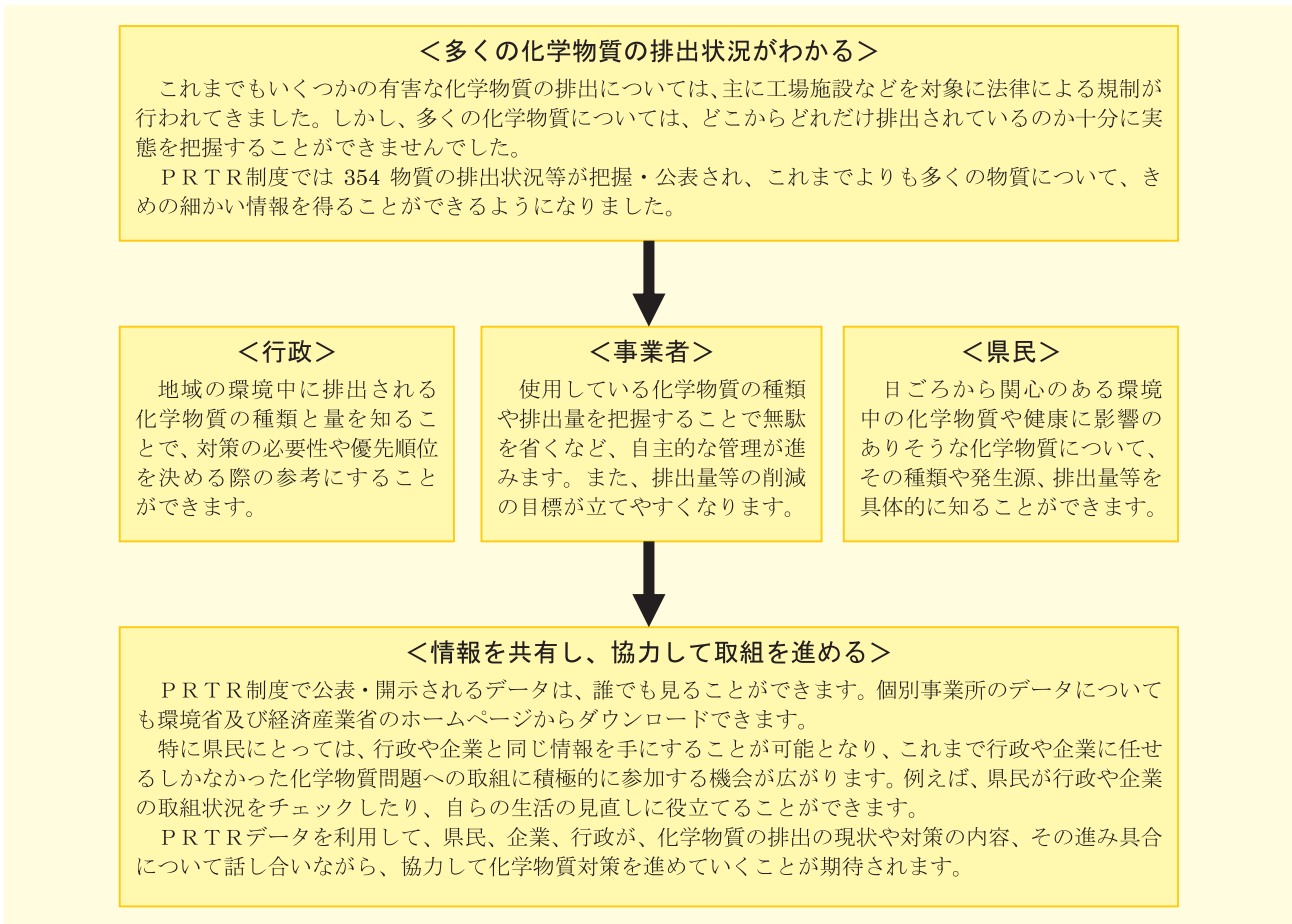 ＜多くの化学物質の排出状況がわかる＞
　これまでもいくつかの有害な化学物質の排出については、主に工場施設などを対象に法律による規制が
行われてきました。しかし、多くの化学物質については、どこからどれだけ排出されているのか十分に実
態を把握することができませんでした。
　ＰＲＴＲ制度では 354 物質の排出状況等が把握・公表され、これまでよりも多くの物質について、き
めの細かい情報を得ることができるようになりました。
＜行政＞
　地域の環境中に排出される
化学物質の種類と量を知るこ
とで、対策の必要性や優先順位
を決める際の参考にすること
ができます。
＜事業者＞
　使用している化学物質の種類
や排出量を把握することで無駄
を省くなど、自主的な管理が進
みます。また、排出量等の削減
の目標が立てやすくなります。
＜県民＞
　日ごろから関心のある環境
中の化学物質や健康に影響の
ありそうな化学物質について、
その種類や発生源、排出量等を
具体的に知ることができます。
＜情報を共有し、協力して取組を進める＞
　ＰＲＴＲ制度で公表・開示されるデータは、誰でも見ることができます。個別事業所のデータについて
も環境省及び経済産業省のホームページからダウンロードできます。
　特に県民にとっては、行政や企業と同じ情報を手にすることが可能となり、これまで行政や企業に任せ
るしかなかった化学物質問題への取組に積極的に参加する機会が広がります。例えば、県民が行政や企業
の取組状況をチェックしたり、自らの生活の見直しに役立てることができます。
　ＰＲＴＲデータを利用して、県民、企業、行政が、化学物質の排出の現状や対策の内容、その進み具合
について話し合いながら、協力して化学物質対策を進めていくことが期待されます。